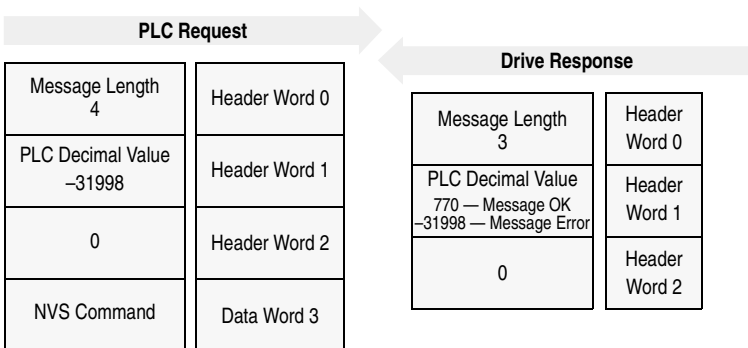 PLC Request
Message Length
4
Header Word 0
PLC Decimal Value
–31998
Header Word 1
0
Header Word 2
NVS Command
Data Word 3
Drive Response
Message Length
3
Header
Word 0
PLC Decimal Value
770 — Message OK
–31998 — Message Error
Header
Word 1
0
Header
Word 2